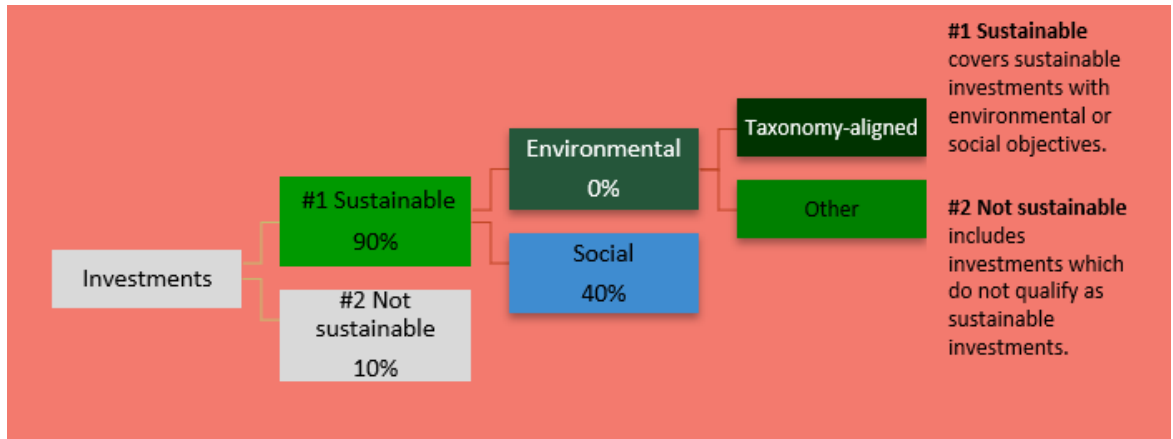 Investments
#1 Sustainable
90%
#2 Not
sustainable
10%
Environmental
0%
Social
40%
Taxonomy-aligned
Other
#1 Sustainable
covers sustainable
investments with
environmental or
social objectives.
#2 Not sustainable
includes
investments which
do not qualify as
sustainable
investments.